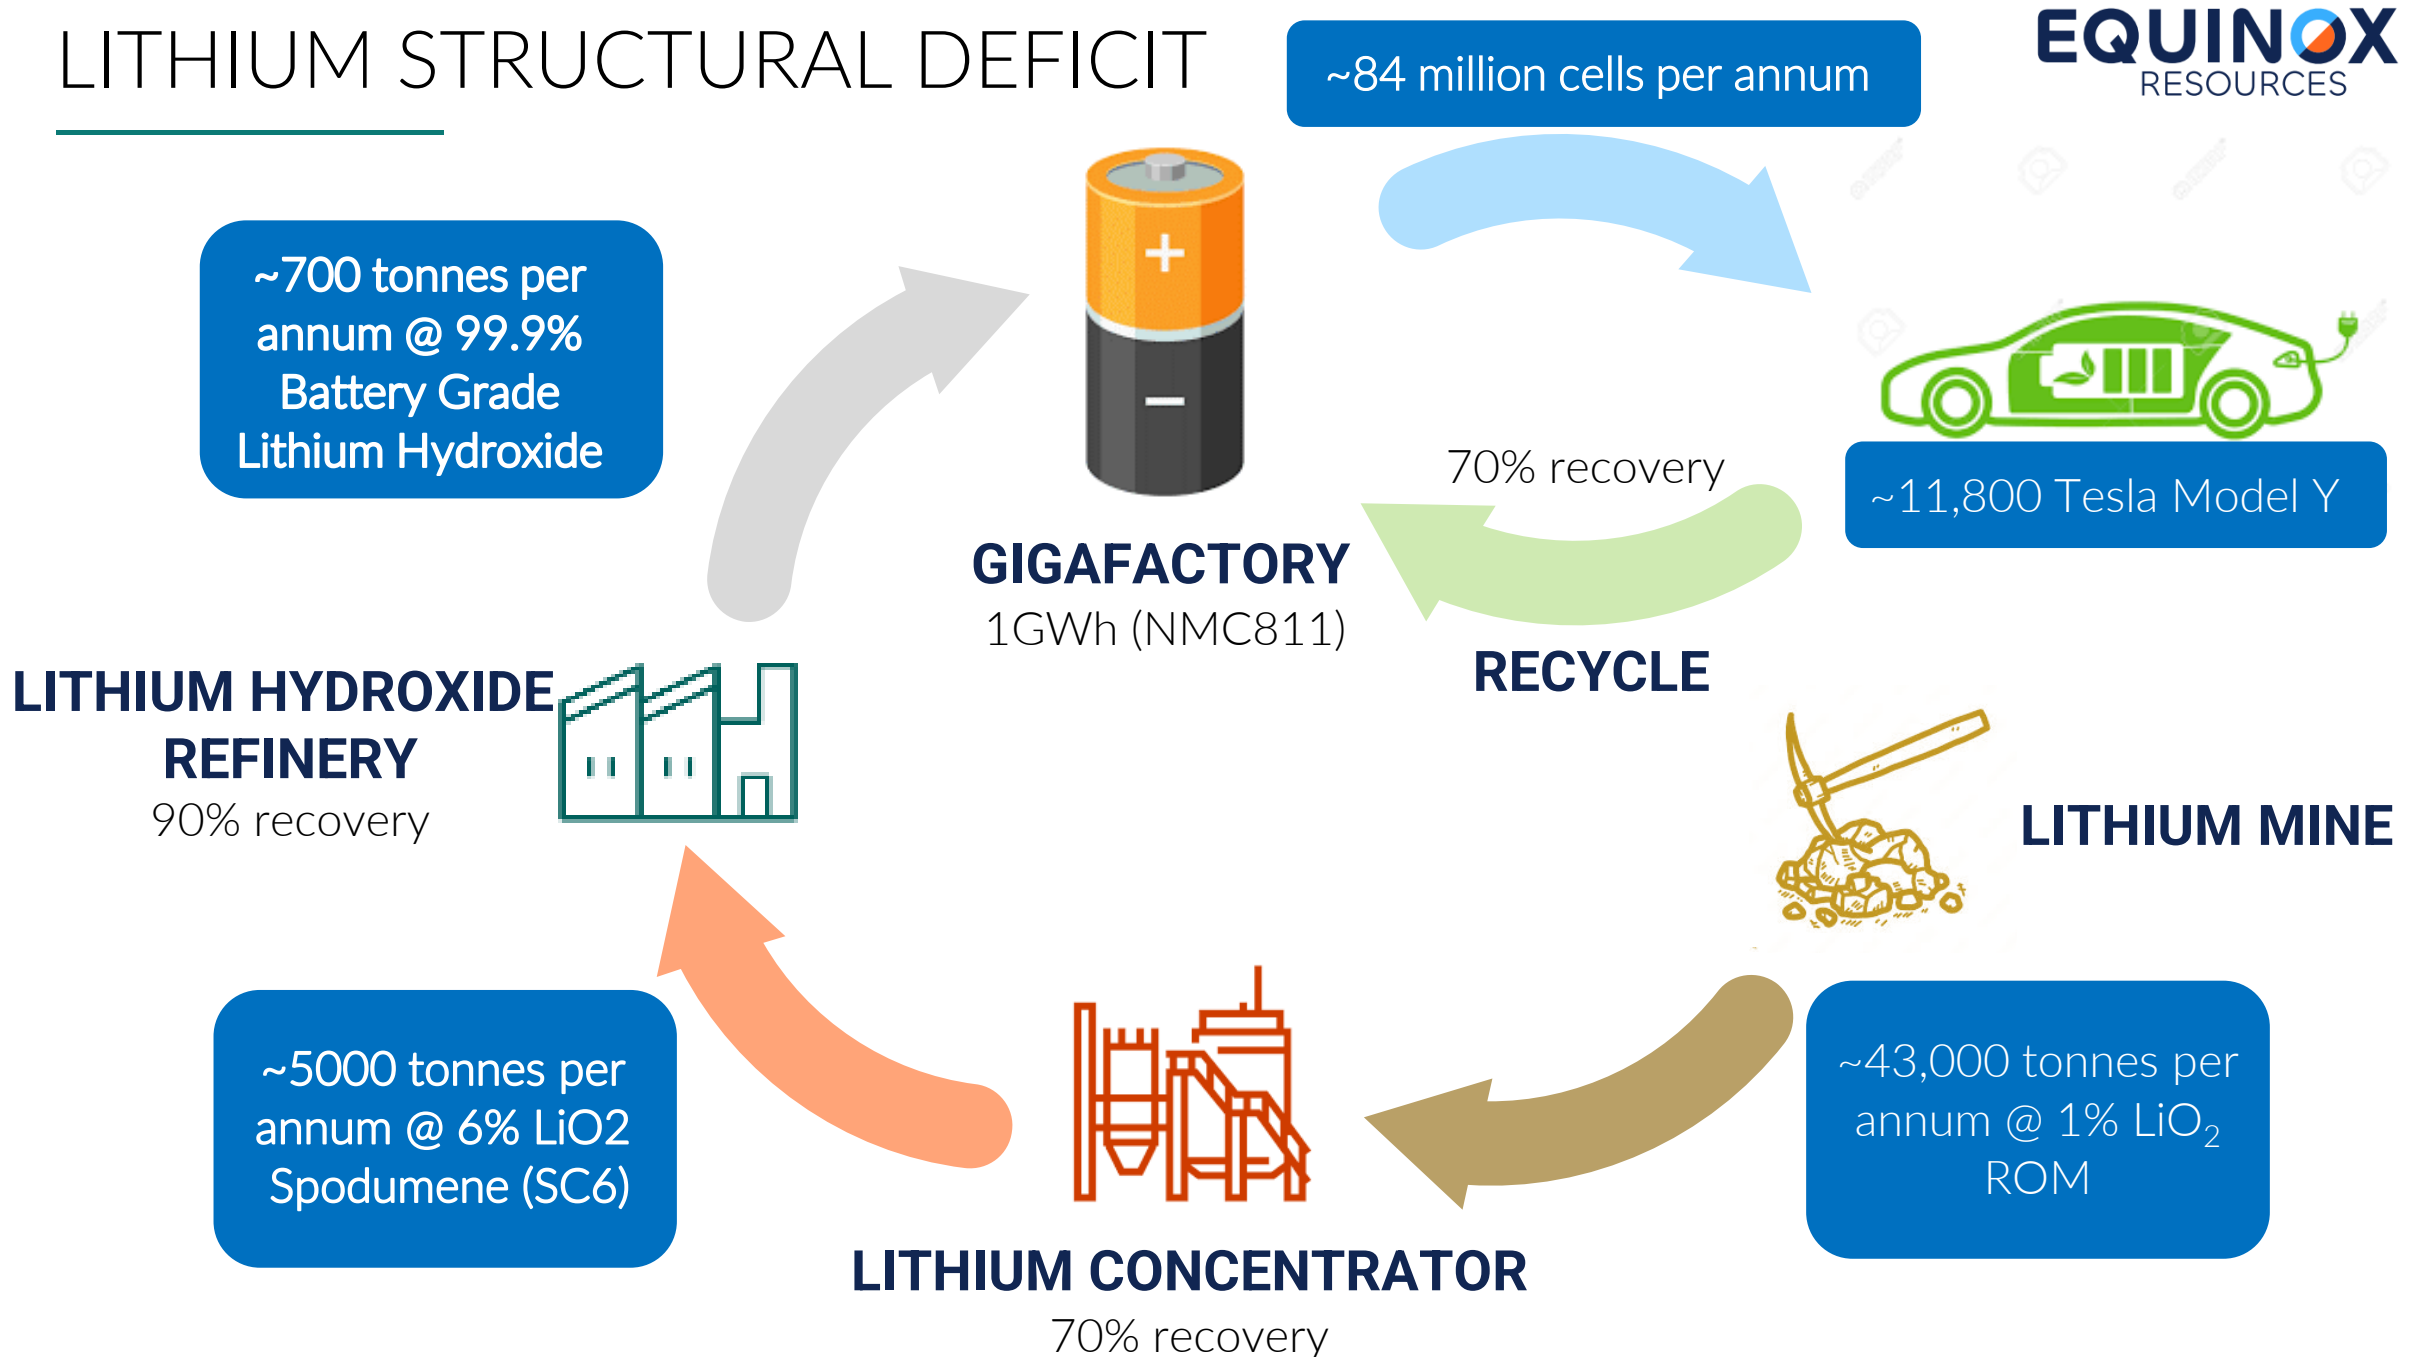 LITHIUM STRUCTURAL DEFICIT
~84 million cells per annum
EQUINOX
RESOURCES
~700 tonnes per
annum @ 99.9%
Battery Grade
Lithium Hydroxide
70% recovery
~11,800 Tesla Model Y
GIGAFACTORY
1GWh (NMC811)
RECYCLE
LITHIUM HYDROXIDE
REFINERY
90% recovery
LITHIUM MINE
~5000 tonnes per
annum @ 6% LiO2
Spodumene (SC6)
~43,000 tonnes per
annum @ 1% LiO₂
ROM
LITHIUM CONCENTRATOR
70% recovery